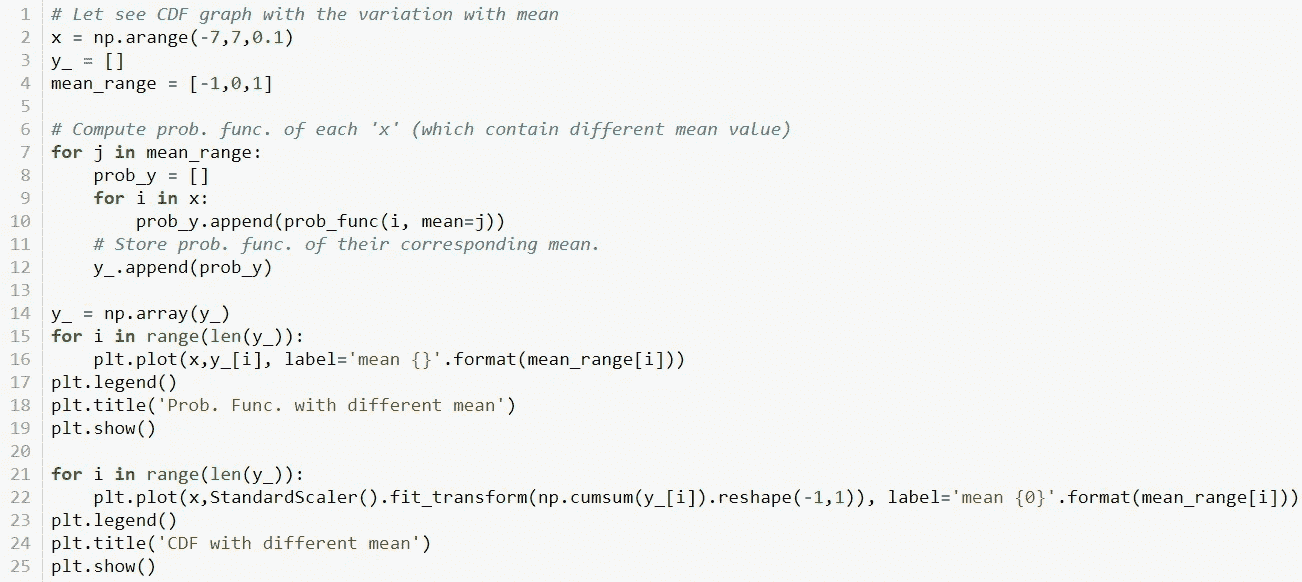 1 # Let see CDF graph with the variation with mean
2 x = np.arange(-7,7,0.1)
3 y_ = []
4 mean_range = [-1,0,1]
5
6 # Compute prob. func. of each 'x' (which contain different mean value)
7 for j in mean_range:
8     prob_y = []
9     for i in x:
10         prob_y.append(prob_func(i, mean=j))
11     # Store prob. func. of their corresponding mean.
12     y_.append(prob_y)
13
14 y_ = np.array(y_)
15 for i in range(len(y_)):
16     plt.plot(x,y_[i], label='mean {}'.format(mean_range[i]))
17 plt.legend()
18 plt.title('Prob. Func. with different mean')
19 plt.show()
20
21 for i in range(len(y_)):
22     plt.plot(x,StandardScaler().fit_transform(np.cumsum(y_[i]).reshape(-1,1)), label='mean {0}'.format(mean_range[i]))
23 plt.legend()
24 plt.title('CDF with different mean')
25 plt.show()